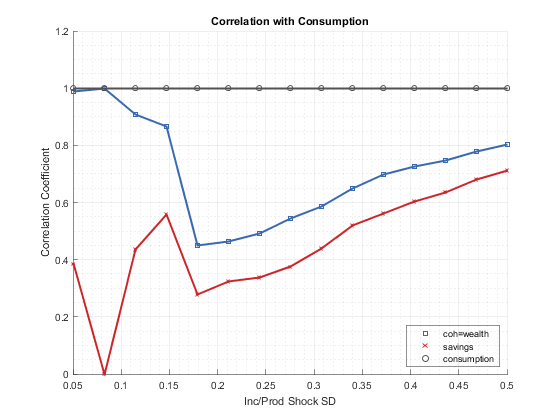 Correlation with Consumption
1.2
1
0.8
0.6
0.4
0.2
0
Correlation Coefficient
0.05 0.1 0.15 0.2 0.25 0.3 0.35 0.4 0.45 0.5
Inc/Prod Shock SD
coh=wealth
savings
consumption